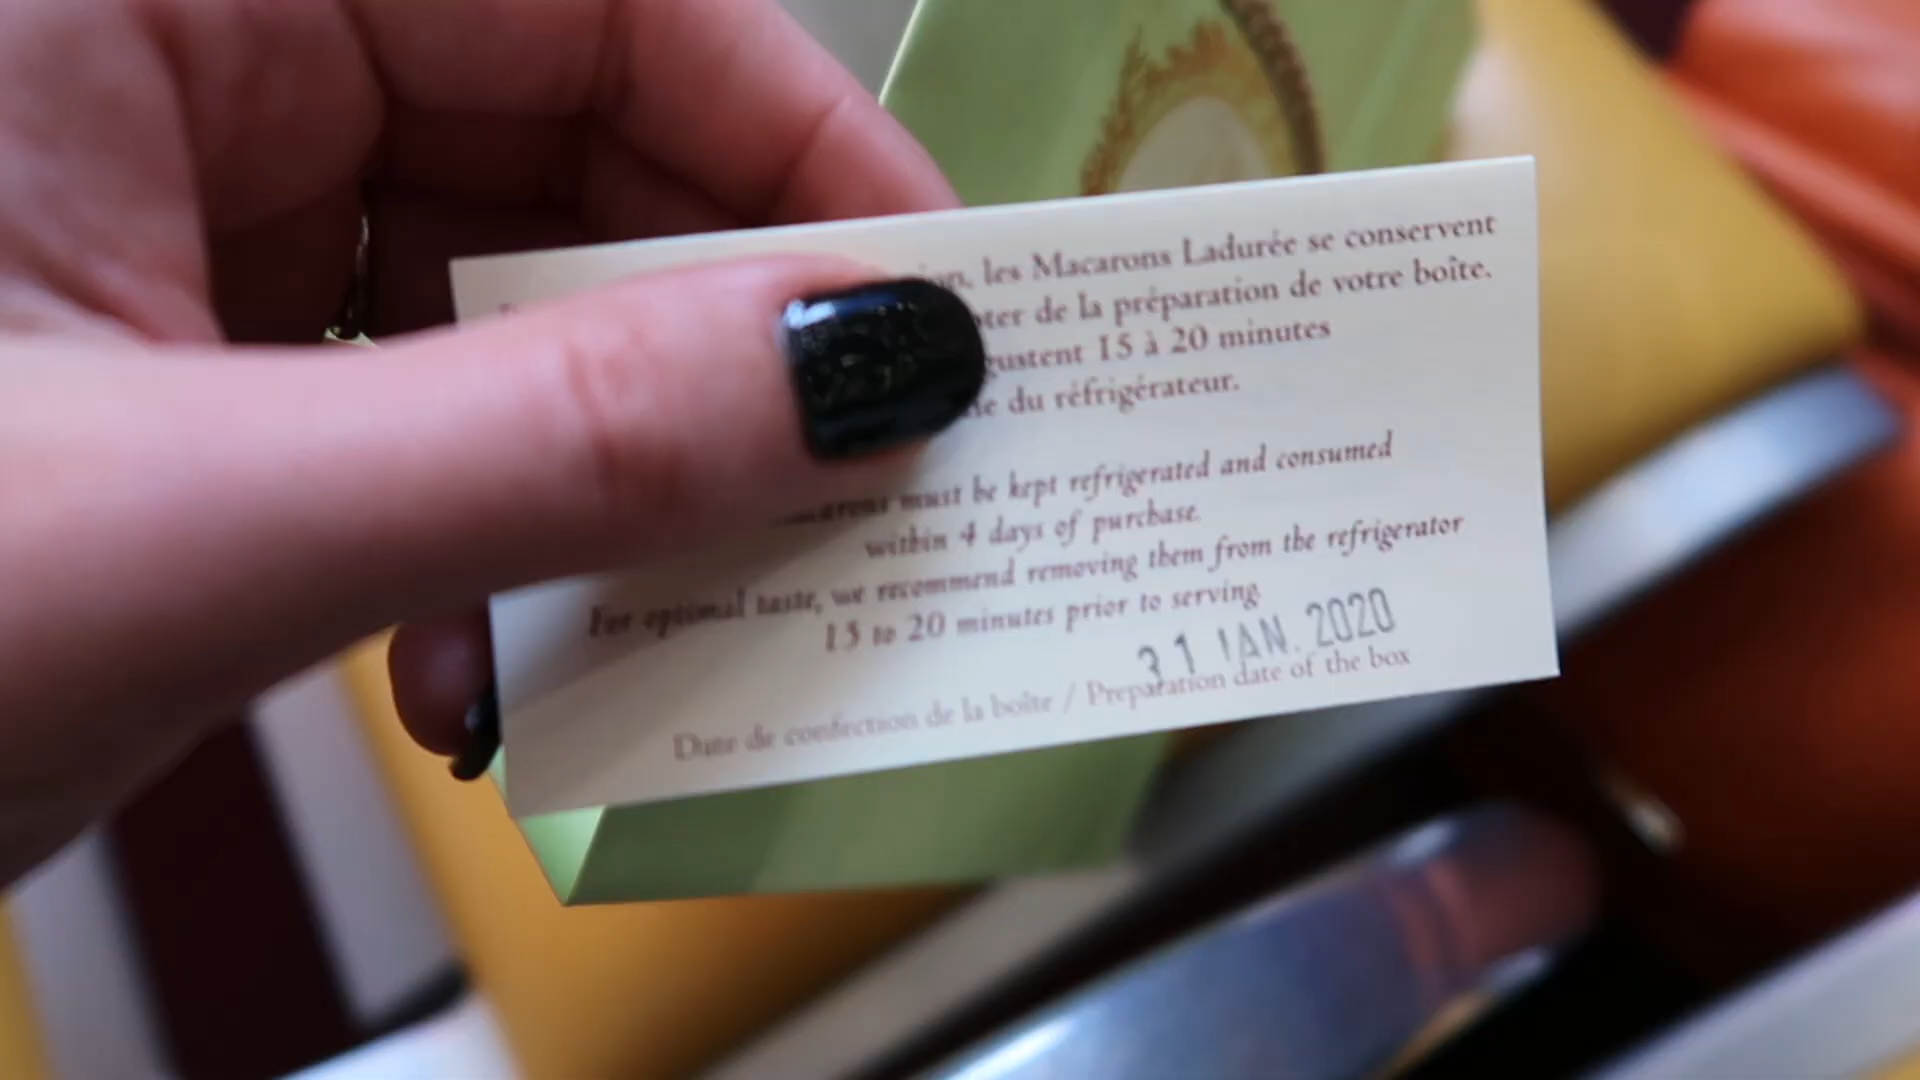 les Macarons Ladurée se conservent
de la préparation de votre boîte.
15 à 20 minutes
du réfrigérateur.
must be kept refrigerated and consumed
within 4 days of purchase.
For optimal taste, we recommend removing them from the refrigerator
15 to 20 minutes prior to serving.
31 JAN. 2020
Date de confection de la boîte / Preparation date of the box